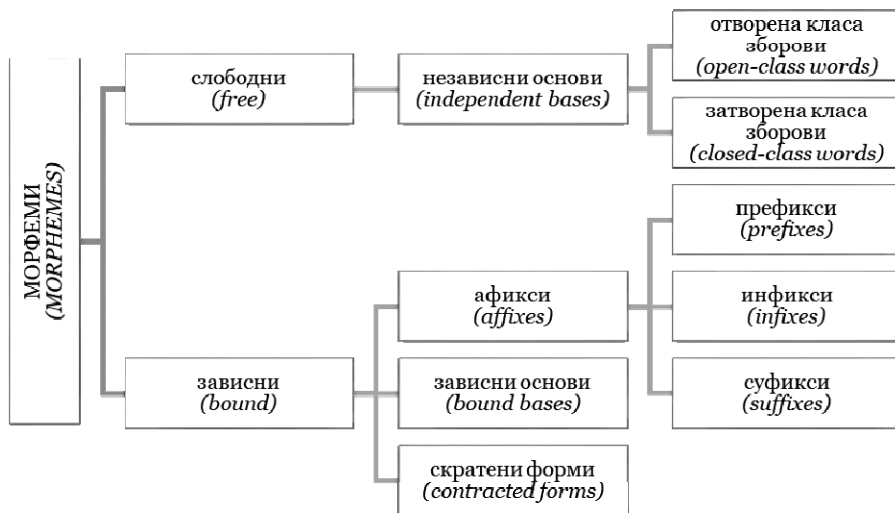 МОРФЕМИ
(MORPHEMES)
слободни
(free)
независни основи
(independent bases)
отворена класа
зборови
(open-class words)
затворена класа
зборови
(closed-class words)
зависни
(bound)
афикси
(affixes)
префикси
(prefixes)
инфикси
(infixes)
суфикси
(suffixes)
зависни основи
(bound bases)
скратени форми
(contracted forms)